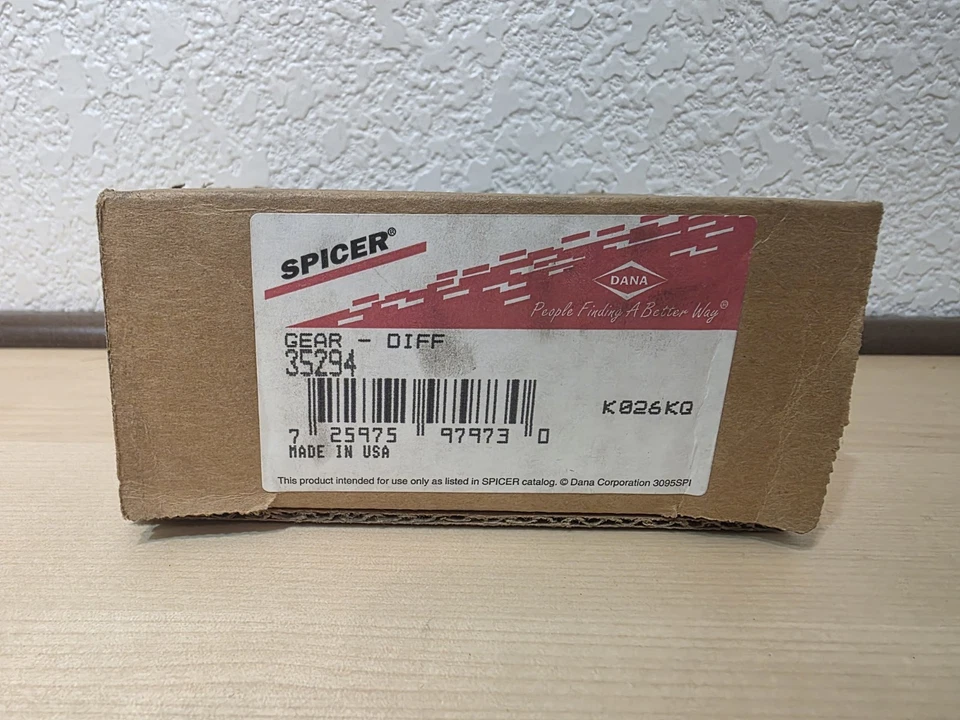 SPICER®
DANA
People Finding A Better Way®
GEAR - DIFF
35294
K026KQ
7 25975 97973 0
MADE IN USA
This product intended for use only as listed in SPICER catalog. © Dana Corporation 3095SPI